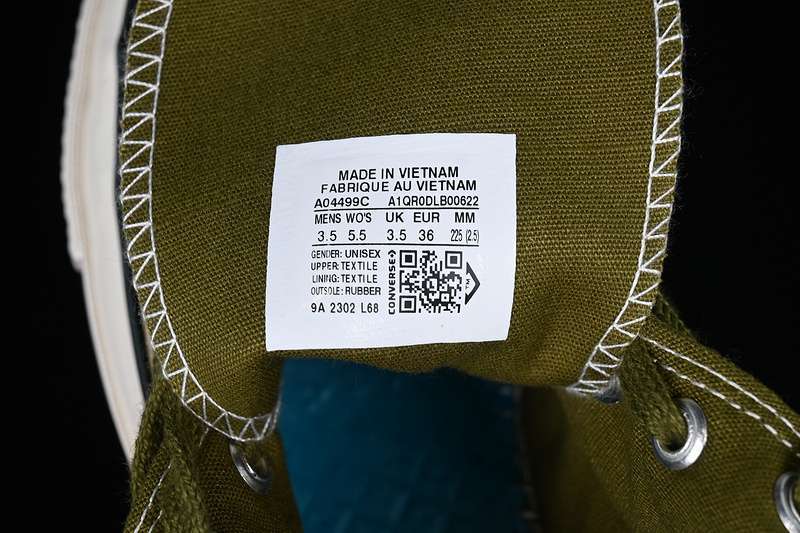 MADE IN VIETNAM
FABRIQUE AU VIETNAM
A04499C A1QR0DLB00622
MENS WO'S UK EUR MM
3.5 5.5 3.5 36 225 (2.5)
GENDER: UNISEX
UPPER: TEXTILE
LINING: TEXTILE
OUTSOLE: RUBBER
9A 2302 L68
CONVERSE
TM